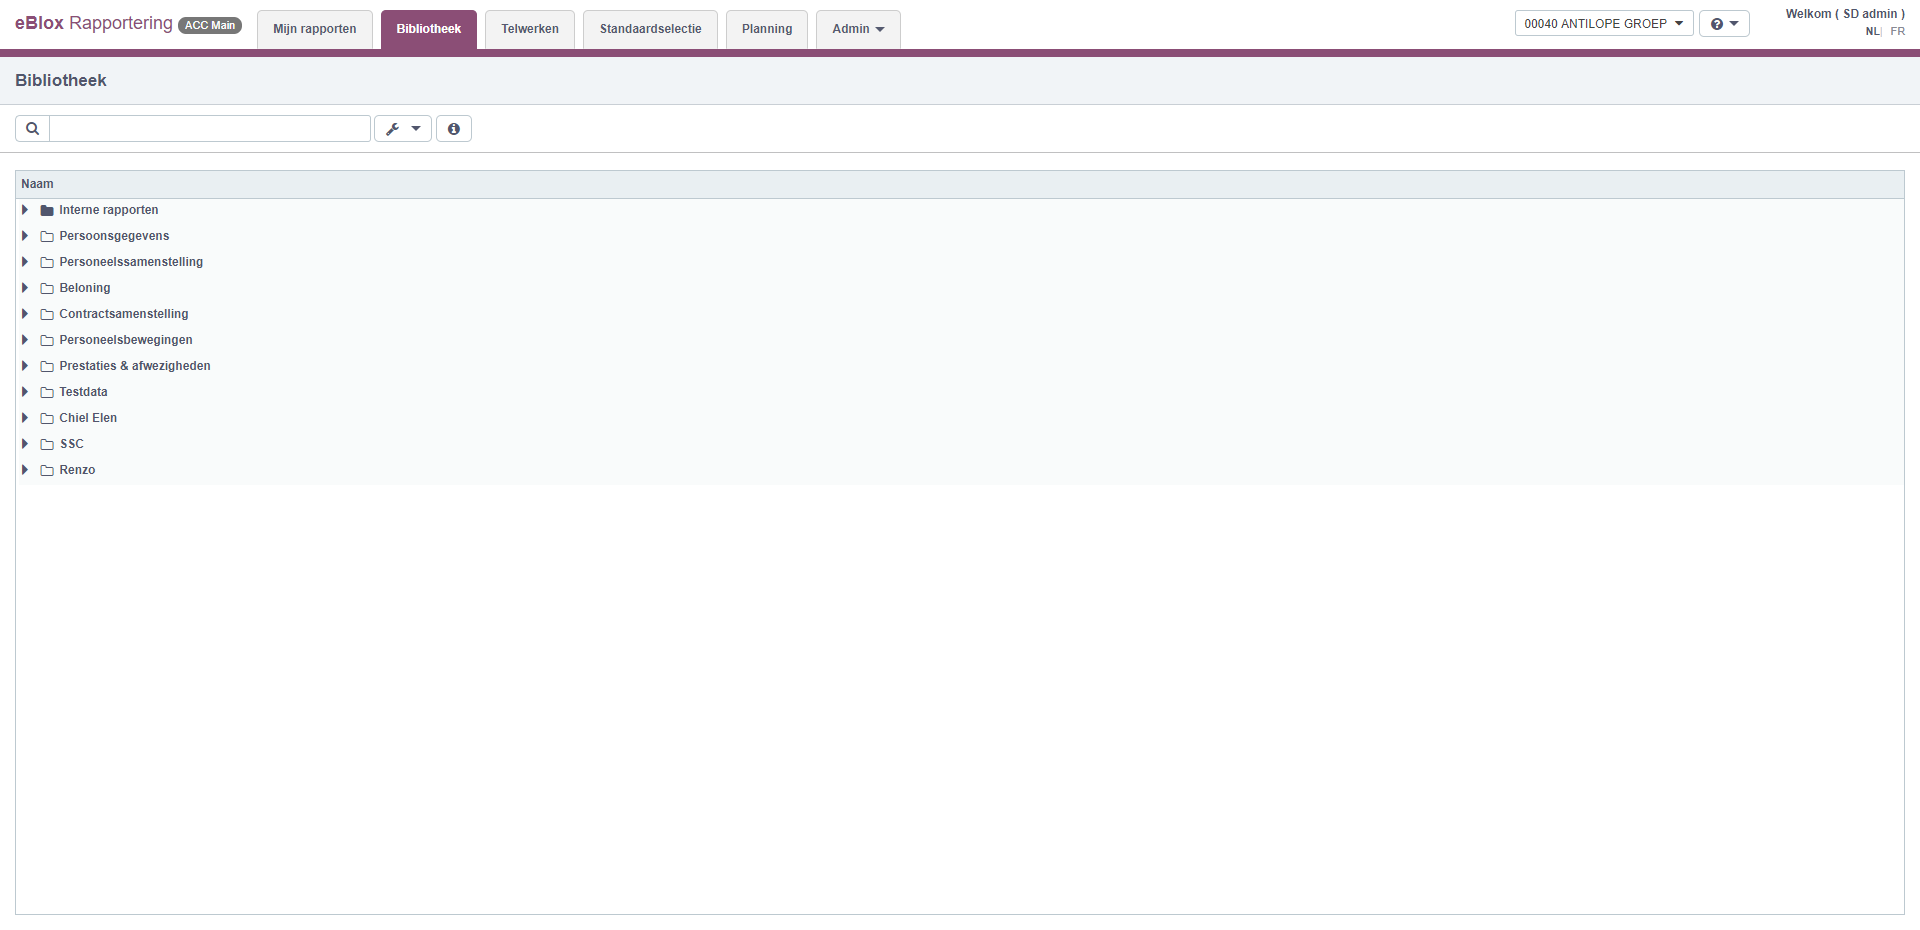 eBlox Rapportering ACC Main
Mijn rapporten
Bibliotheek
Telwerken
Standaardselectie
Planning
Admin
00040 ANTILOPE GROEP
Welkom ( SD admin )
NL| FR
Bibliotheek
Naam
Interne rapporten
Persoonsgegevens
Personeelssamenstelling
Beloning
Contractsamenstelling
Personeelsbewegingen
Prestaties & afwezigheden
Testdata
Chiel Elen
SSC
Renzo